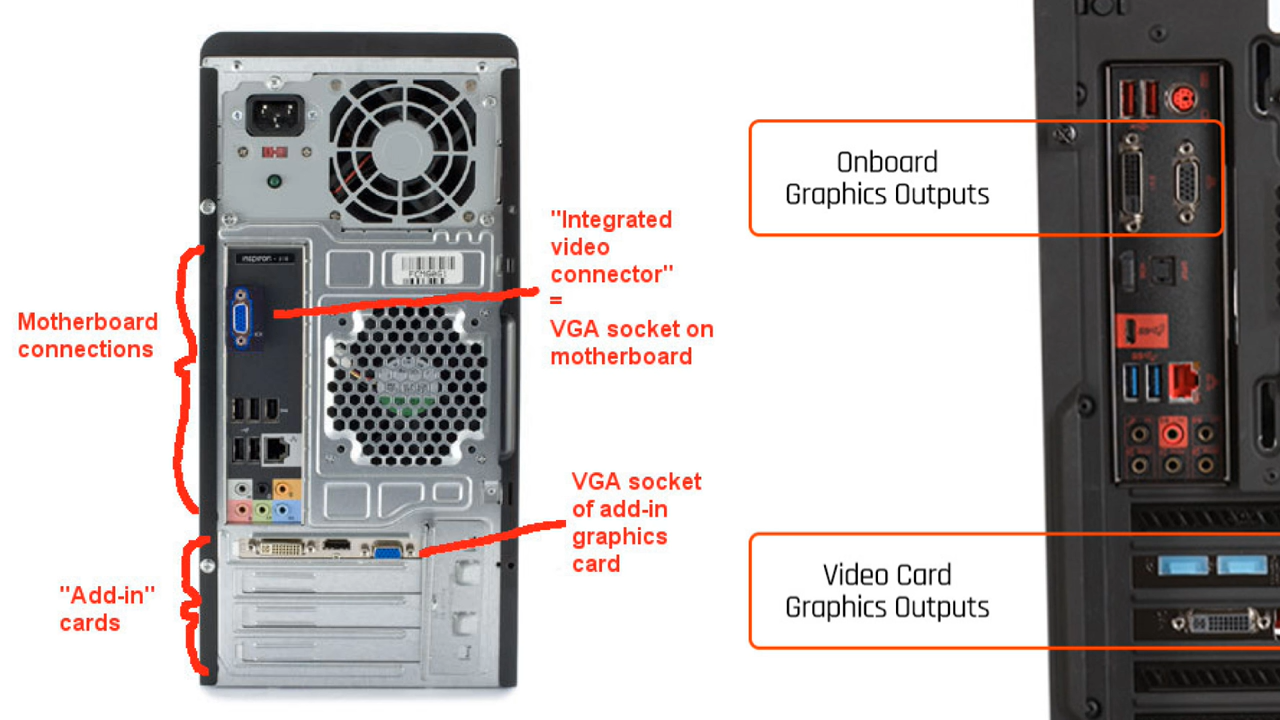 Motherboard
connections
"Add-in"
cards
inspiron
"Integrated
video
connector"
=
VGA socket on
motherboard
VGA socket
of add-in
graphics
card
Onboard
Graphics Outputs
Video Card
Graphics Outputs